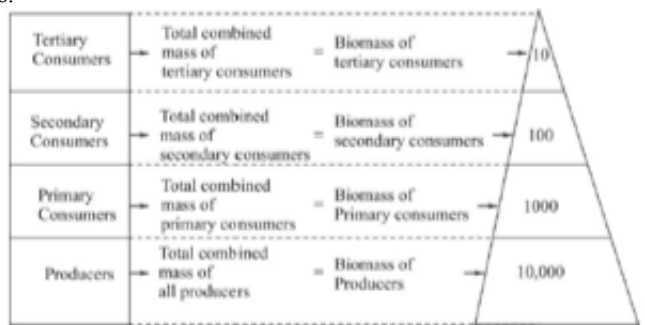 Tertiary
Consumers
Total combined
mass of
tertiary consumers
=
Biomass of
tertiary consumers
10
Secondary
Consumers
Total combined
mass of
secondary consumers
=
Biomass of
secondary consumers
100
Primary
Consumers
Total combined
mass of
primary consumers
=
Biomass of
Primary consumers
1000
Producers
Total combined
mass of
all producers
=
Biomass of
Producers
10,000